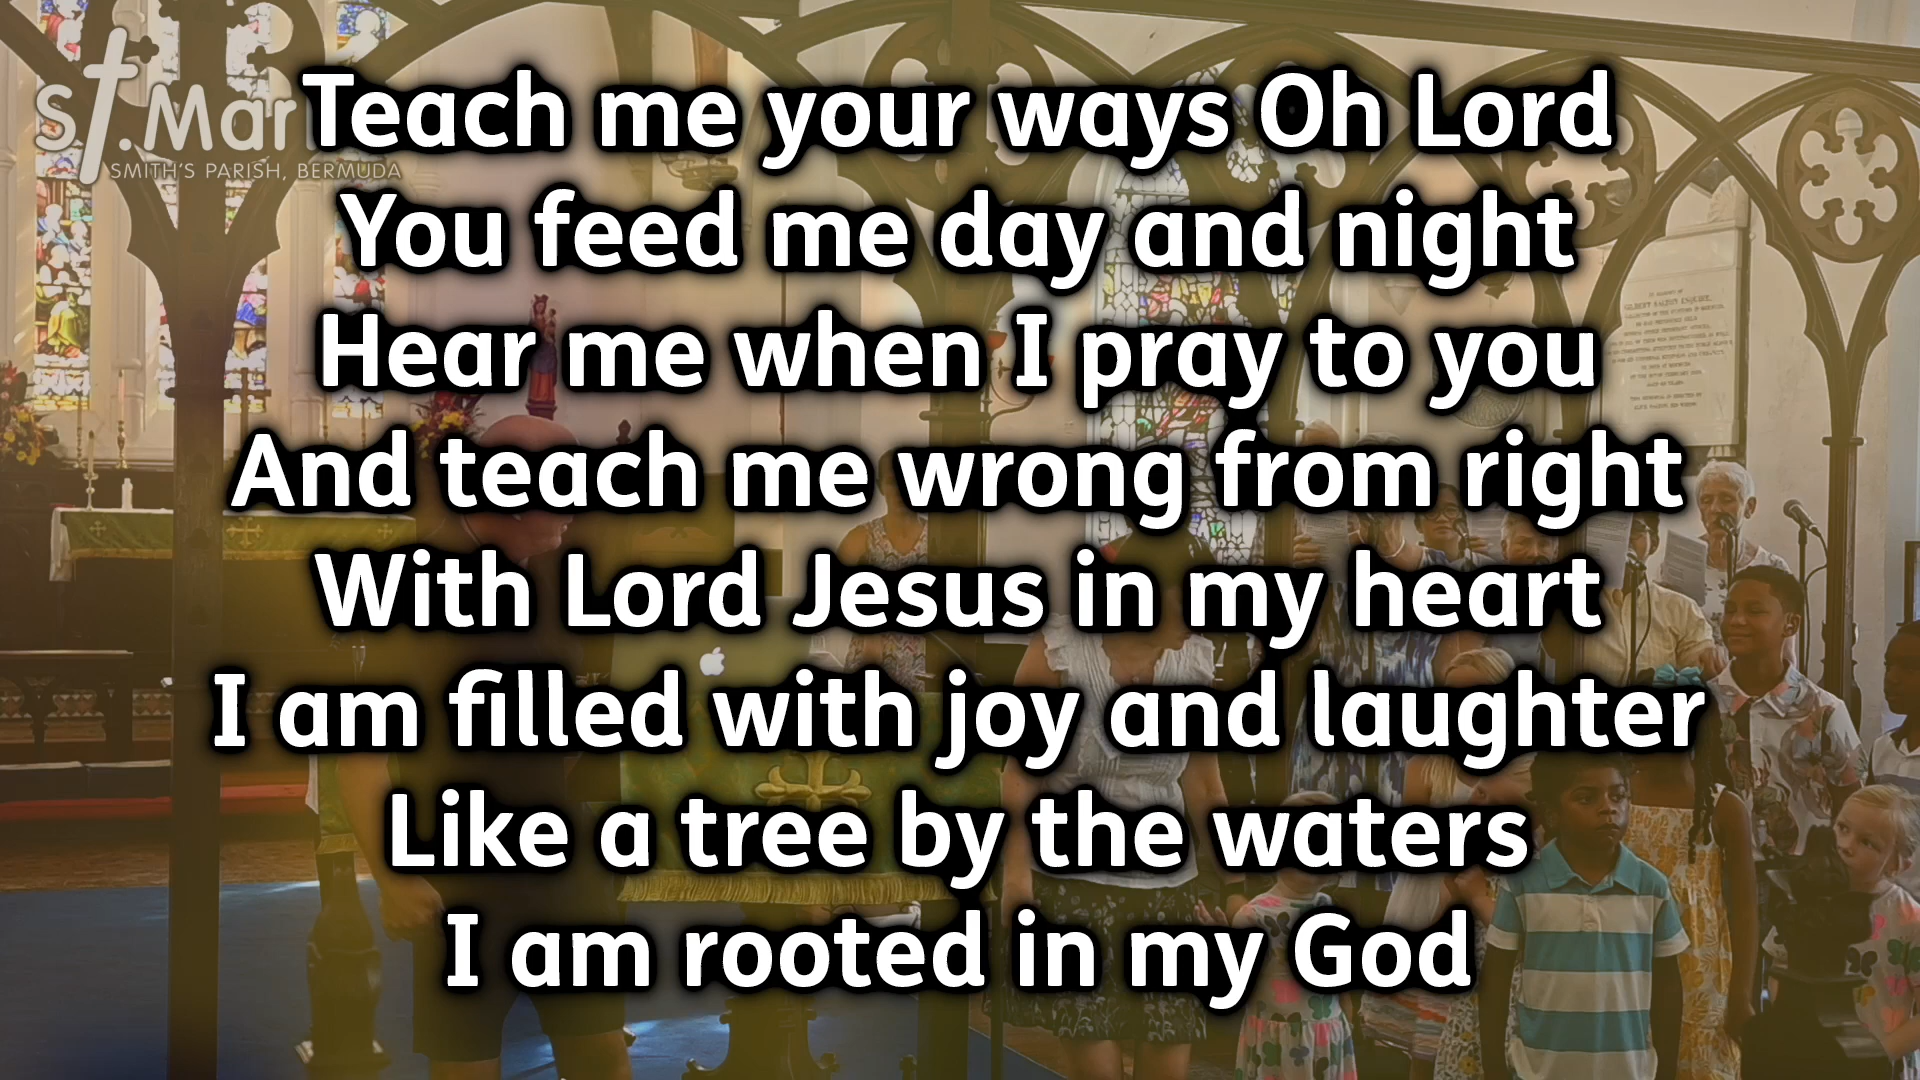 St. Mar
SMITH'S PARISH, BERMUDA
Teach me your ways Oh Lord
You feed me day and night
Hear me when I pray to you
And teach me wrong from right
With Lord Jesus in my heart
I am filled with joy and laughter
Like a tree by the waters
I am rooted in my God